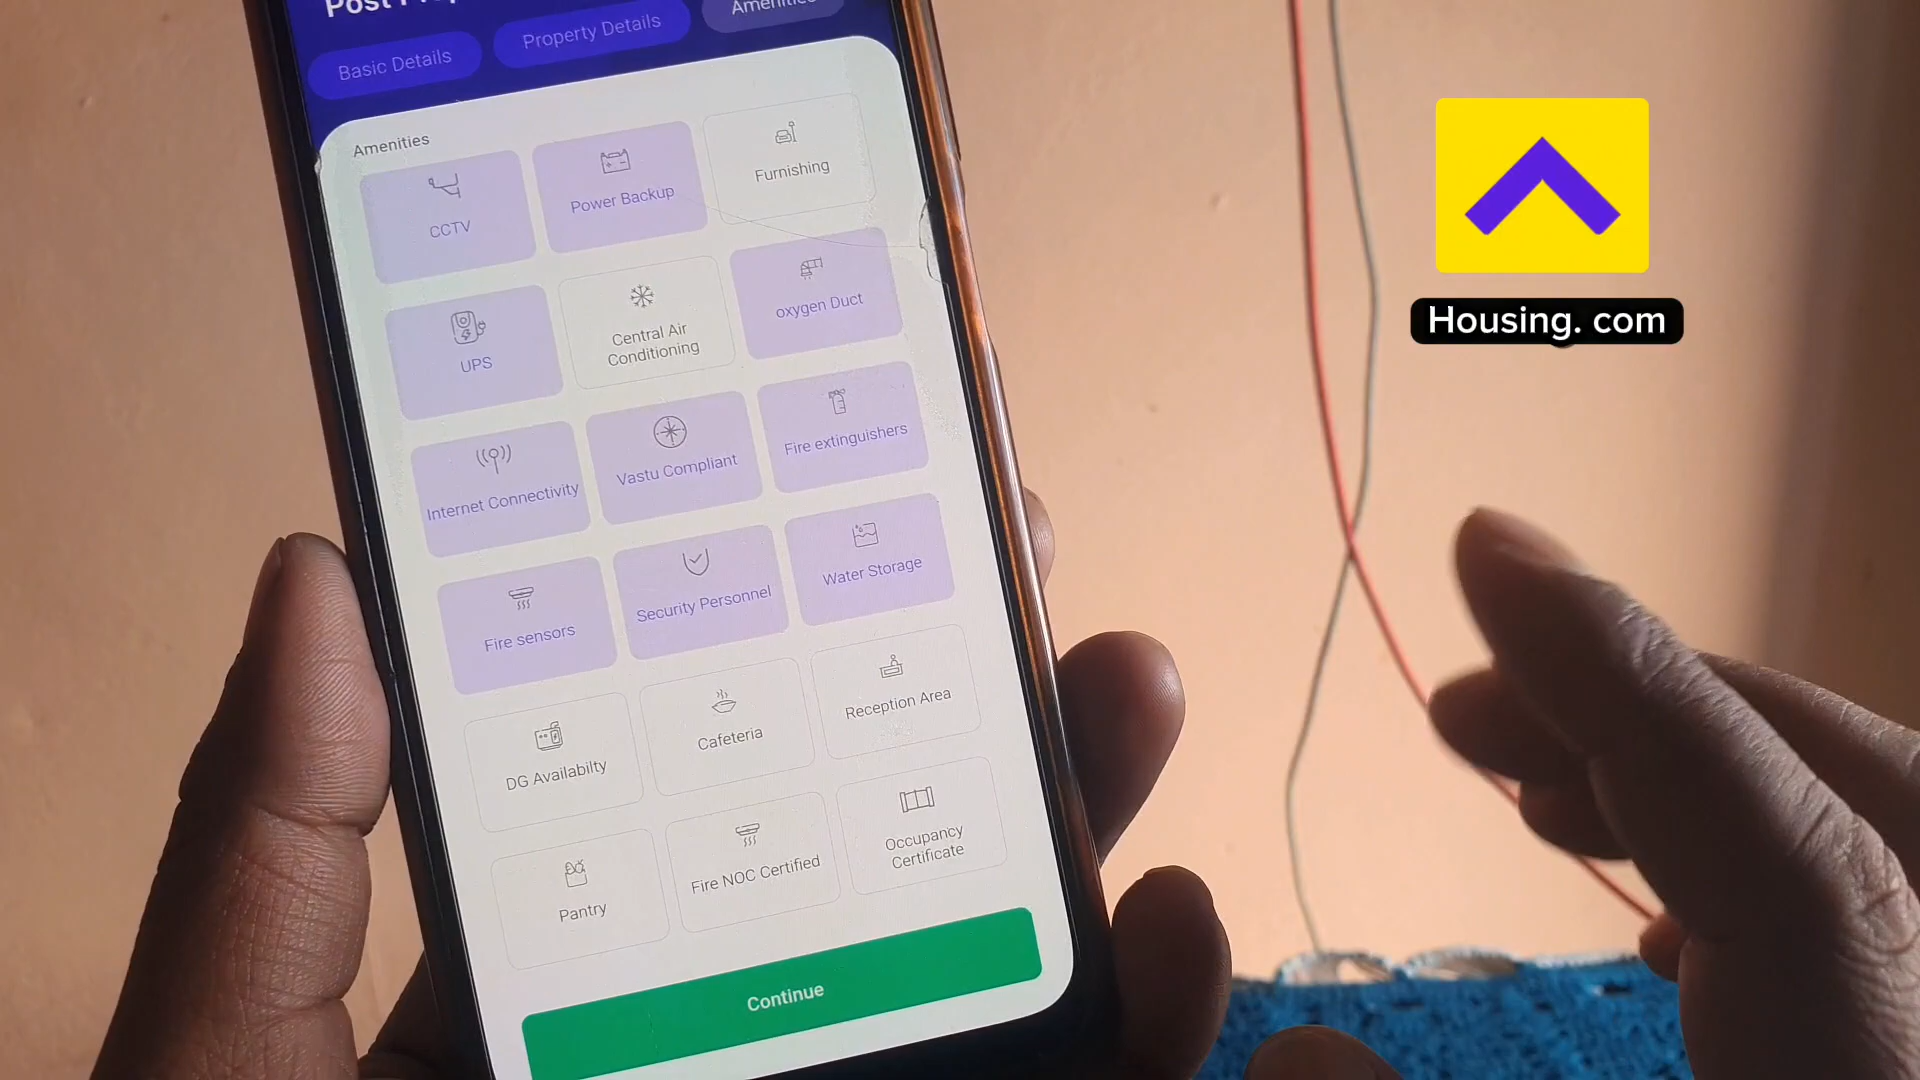 Post
Basic Details
Property Details
Amenities
Amenities
CCTV
Power Backup
Furnishing
UPS
Central Air
Conditioning
oxygen Duct
Internet Connectivity
Vastu Compliant
Fire extinguishers
Fire sensors
Security Personnel
Water Storage
DG Availabilty
Cafeteria
Reception Area
Pantry
Fire NOC Certified
Occupancy
Certificate
Continue
Housing. com